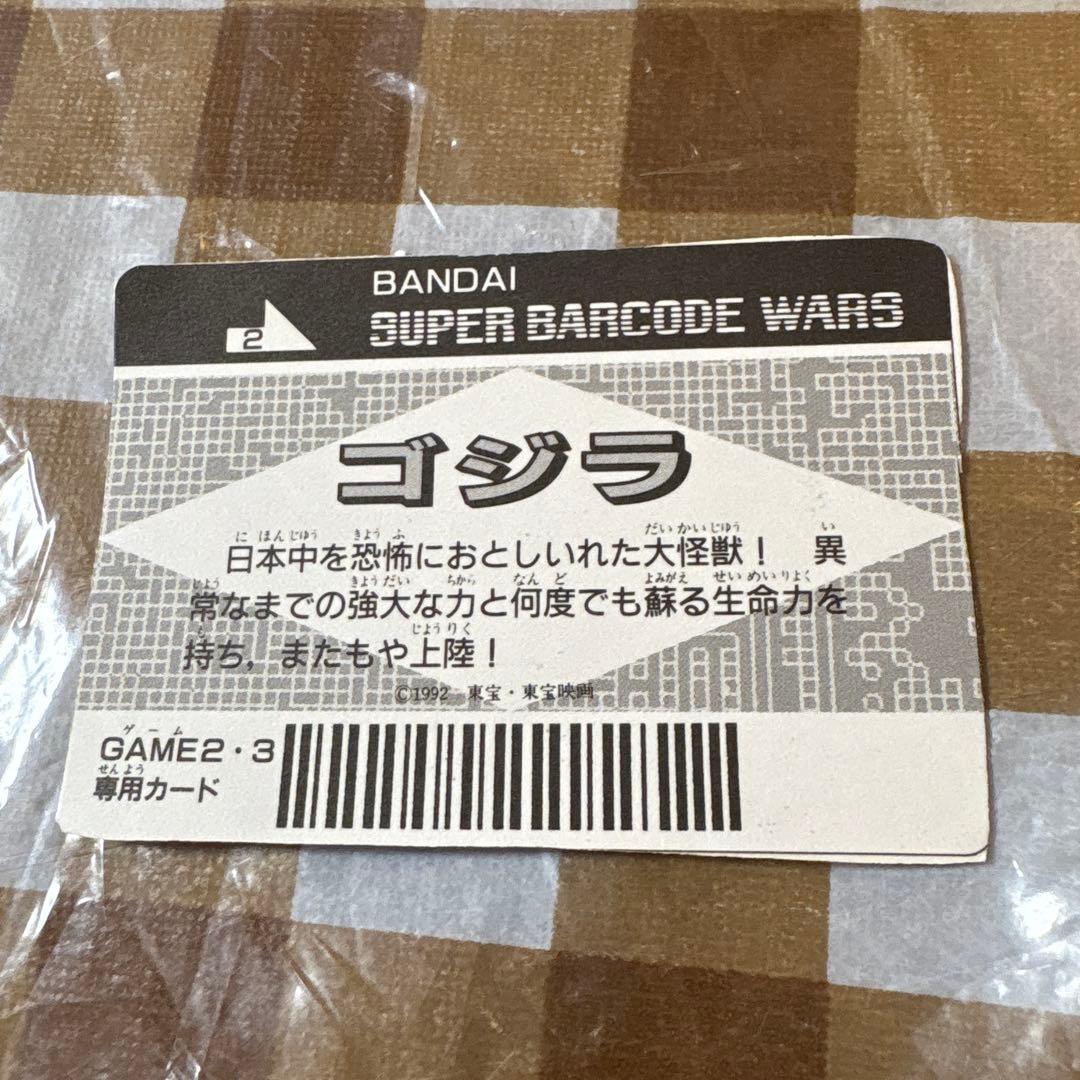 BANDAI
2
SUPER BARCODE WARS
ゴジラ
に ほん じゅう きょう ふ だい かい じゅう い
日本中を恐怖におとしいれた大怪獣! 異
じょう きょう だい ちから なん ど よみがえ せい めい りょく
常なまでの強大な力と何度でも蘇る生命力を
も じょう りく
持ち,またもや上陸!
©1992 東宝・東宝映画
ゲーム
GAME2・3
せんよう
専用カード